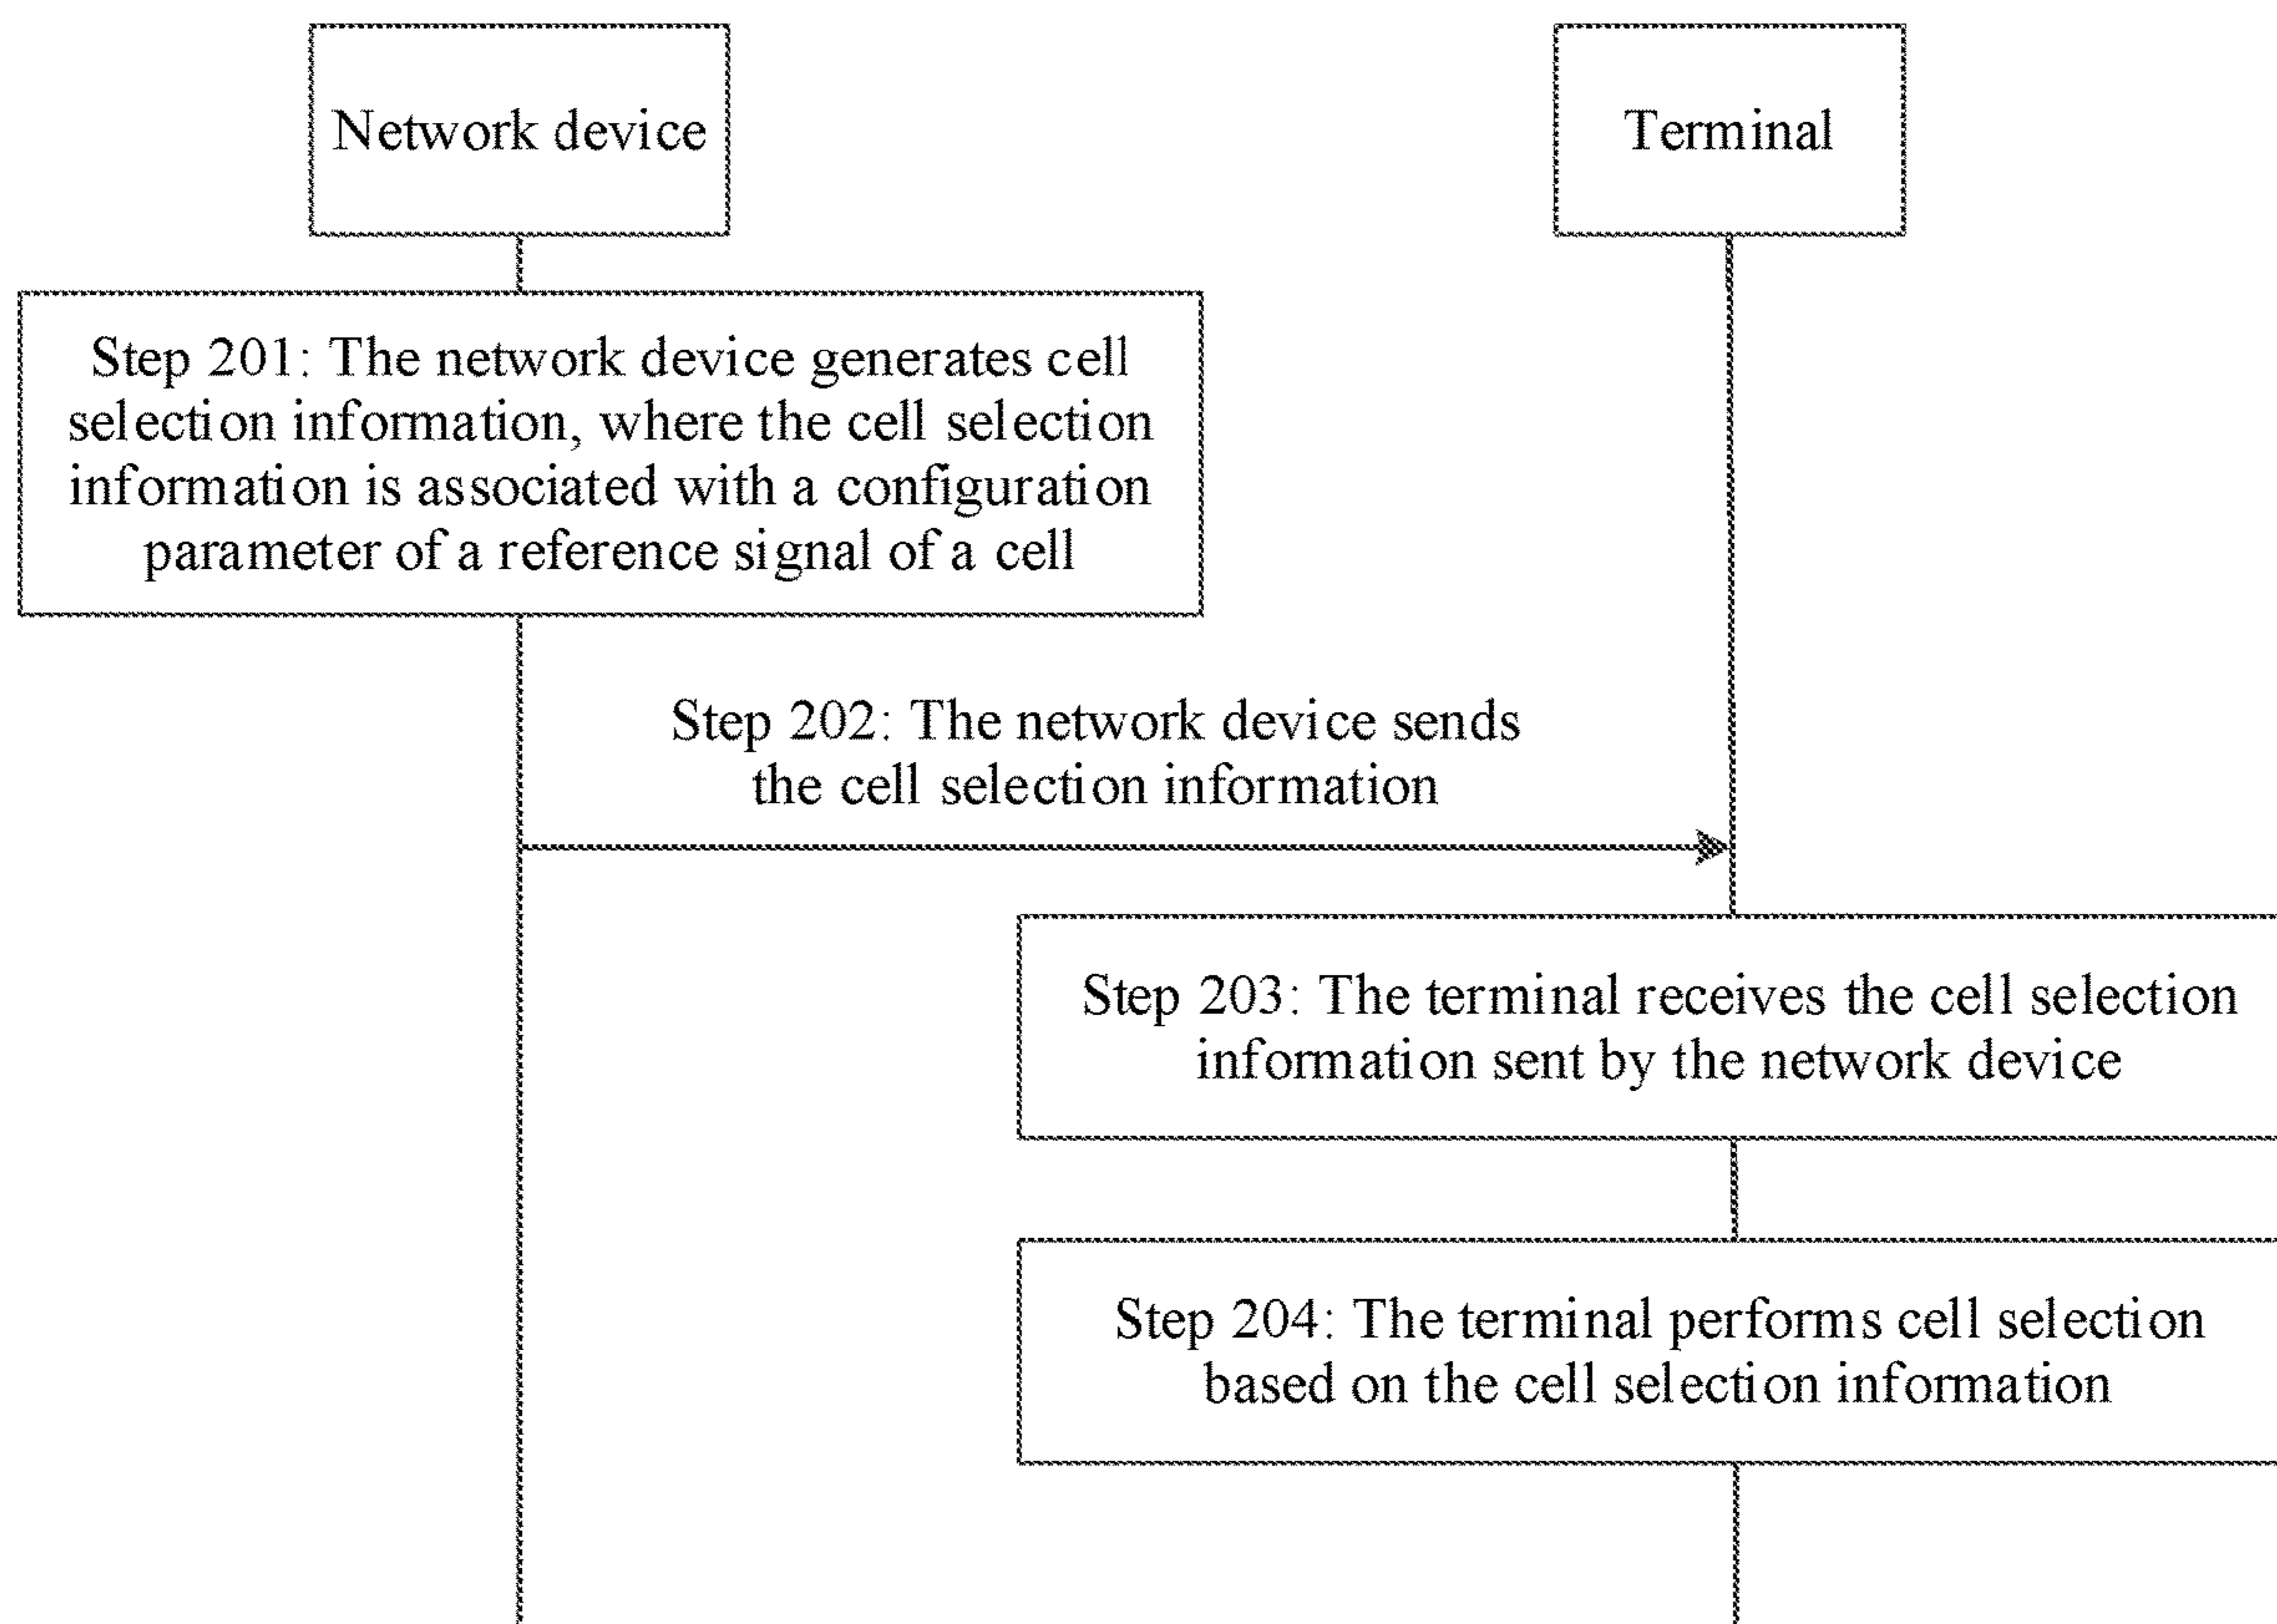 Network device
Terminal
Step 201: The network device generates cell
selection information, where the cell selection
information is associated with a configuration
parameter of a reference signal of a cell
Step 202: The network device sends
the cell selection information
Step 203: The terminal receives the cell selection
information sent by the network device
Step 204: The terminal performs cell selection
based on the cell selection information